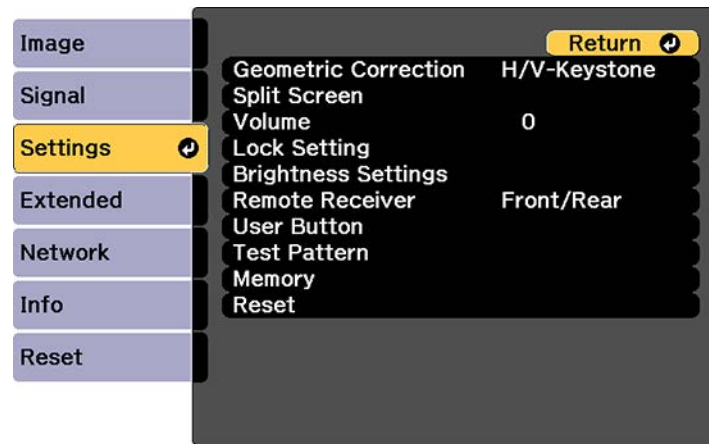 Image
Signal
Settings
Extended
Network
Info
Reset
Return
Geometric Correction H/V-Keystone
Split Screen
Volume 0
Lock Setting
Brightness Settings
Remote Receiver Front/Rear
User Button
Test Pattern
Memory
Reset